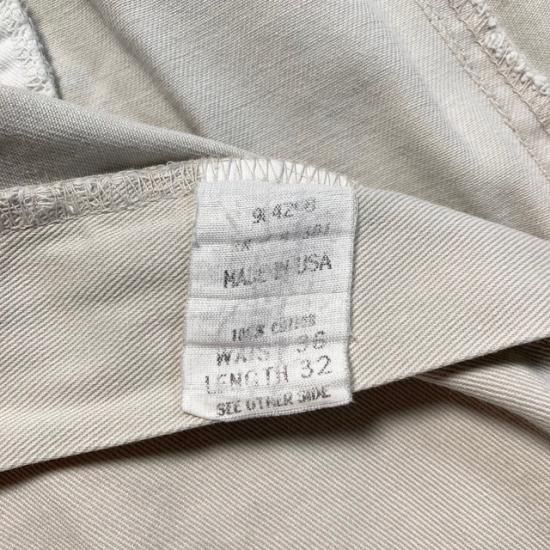 MADE IN USA
100% COTTON
WAIST 36
LENGTH 32
SEE OTHER SIDE